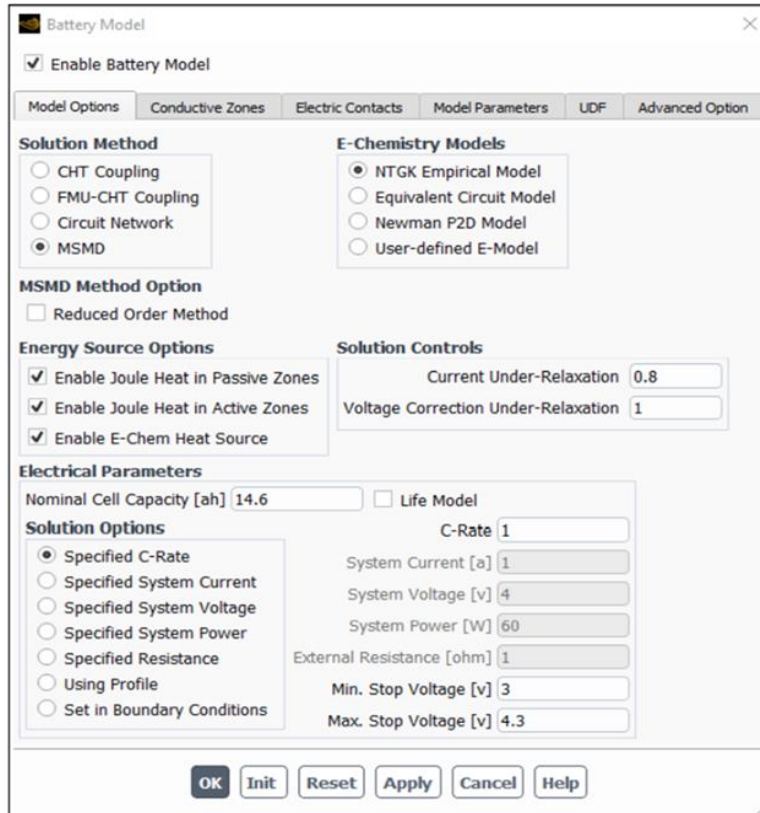 Battery Model
Enable Battery Model
Model Options Conductive Zones Electric Contacts Model Parameters UDF Advanced Option
Solution Method
CHT Coupling
FMU-CHT Coupling
Circuit Network
MSMD
E-Chemistry Models
NTGK Empirical Model
Equivalent Circuit Model
Newman P2D Model
User-defined E-Model
MSMD Method Option
Reduced Order Method
Energy Source Options
Enable Joule Heat in Passive Zones
Enable Joule Heat in Active Zones
Enable E-Chem Heat Source
Solution Controls
Current Under-Relaxation 0.8
Voltage Correction Under-Relaxation 1
Electrical Parameters
Nominal Cell Capacity [ah] 14.6 Life Model
Solution Options
Specified C-Rate
Specified System Current
Specified System Voltage
Specified System Power
Specified Resistance
Using Profile
Set in Boundary Conditions
C-Rate 1
System Current [a] 1
System Voltage [v] 4
System Power [W] 60
External Resistance [ohm] 1
Min. Stop Voltage [v] 3
Max. Stop Voltage [v] 4.3
OK Init Reset Apply Cancel Help